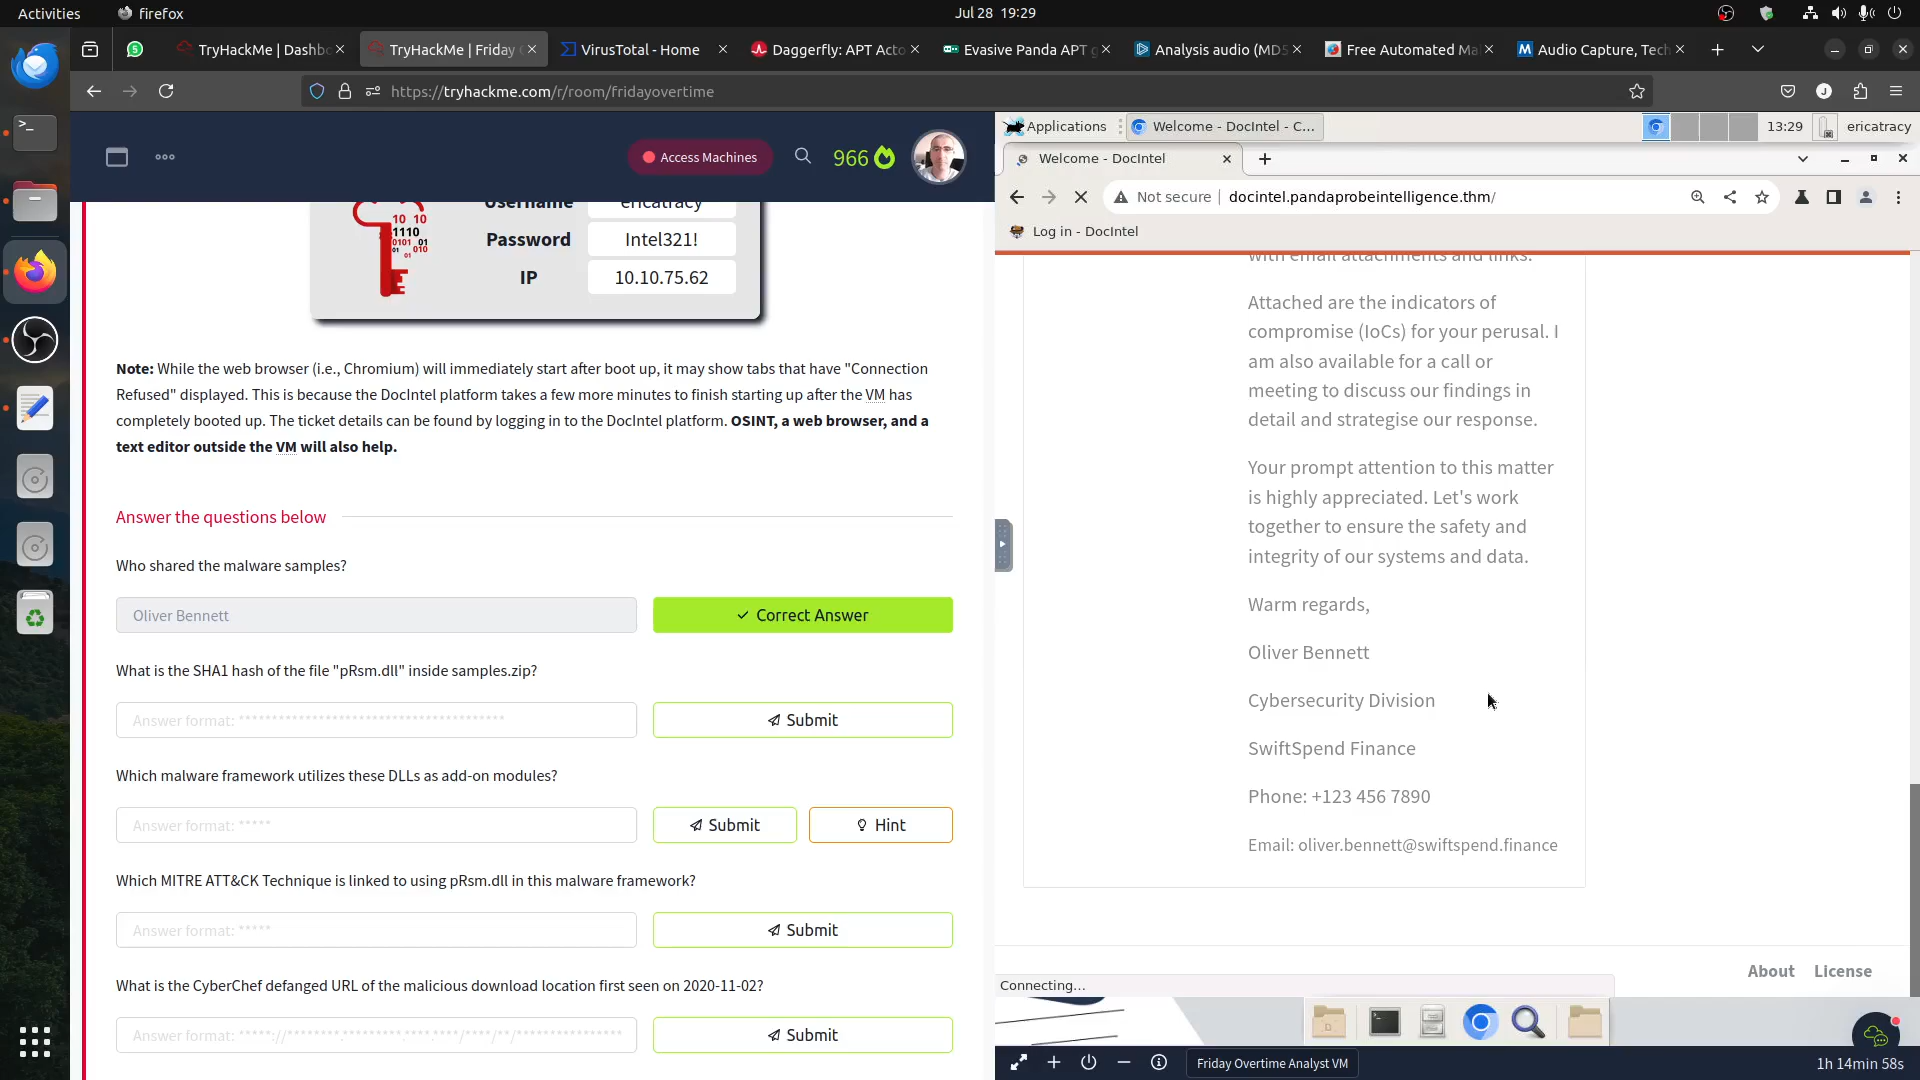 Activities
firefox
Jul 28 19:29
TryHackMe | Dashbo
TryHackMe | Friday
VirusTotal - Home
Daggerfly: APT Acto
Evasive Panda APT g
Analysis audio (MD5
Free Automated Ma
Audio Capture, Tech
https://tryhackme.com/r/room/fridayovertime
Access Machines
966
Username
ericatracy
Password
Intel321!
IP
10.10.75.62
Note: While the web browser (i.e., Chromium) will immediately start after boot up, it may show tabs that have "Connection
Refused" displayed. This is because the DocIntel platform takes a few more minutes to finish starting up after the VM has
completely booted up. The ticket details can be found by logging in to the DocIntel platform. OSINT, a web browser, and a
text editor outside the VM will also help.
Answer the questions below
Who shared the malware samples?
Oliver Bennett
Correct Answer
What is the SHA1 hash of the file "pRsm.dll" inside samples.zip?
Answer format: ****************************************
Submit
Which malware framework utilizes these DLLs as add-on modules?
Answer format: *****
Submit
Hint
Which MITRE ATT&CK Technique is linked to using pRsm.dll in this malware framework?
Answer format: *****
Submit
What is the CyberChef defanged URL of the malicious download location first seen on 2020-11-02?
Answer format: *****://********.*********.****.****/****/**/****************
Submit
Applications
Welcome - DocIntel - C...
13:29
ericatracy
Welcome - DocIntel
Not secure
docintel.pandaprobeintelligence.thm/
Log in - DocIntel
with email attachments and links.
Attached are the indicators of
compromise (IoCs) for your perusal. I
am also available for a call or
meeting to discuss our findings in
detail and strategise our response.
Your prompt attention to this matter
is highly appreciated. Let's work
together to ensure the safety and
integrity of our systems and data.
Warm regards,
Oliver Bennett
Cybersecurity Division
SwiftSpend Finance
Phone: +123 456 7890
Email: oliver.bennett@swiftspend.finance
About
License
Connecting...
Friday Overtime Analyst VM
1h 14min 58s